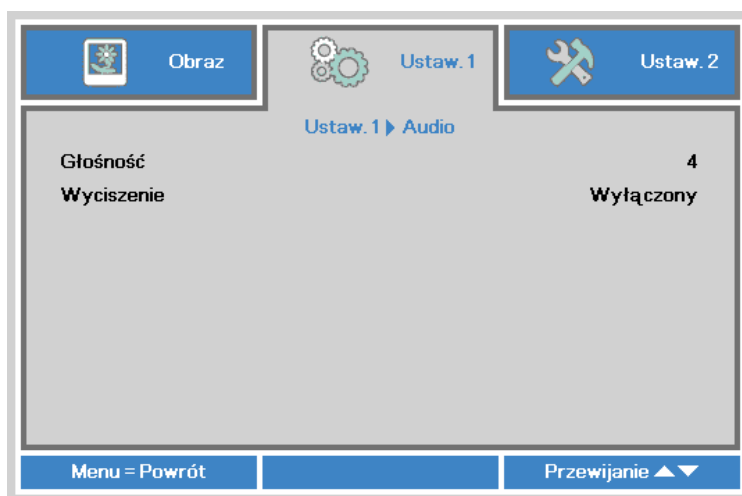 Obraz
Ustaw. 1
Ustaw. 2
Ustaw. 1 ▶ Audio
Głośność 4
Wyciszenie Wyłączony
Menu = Powrót
Przewijanie ▲▼